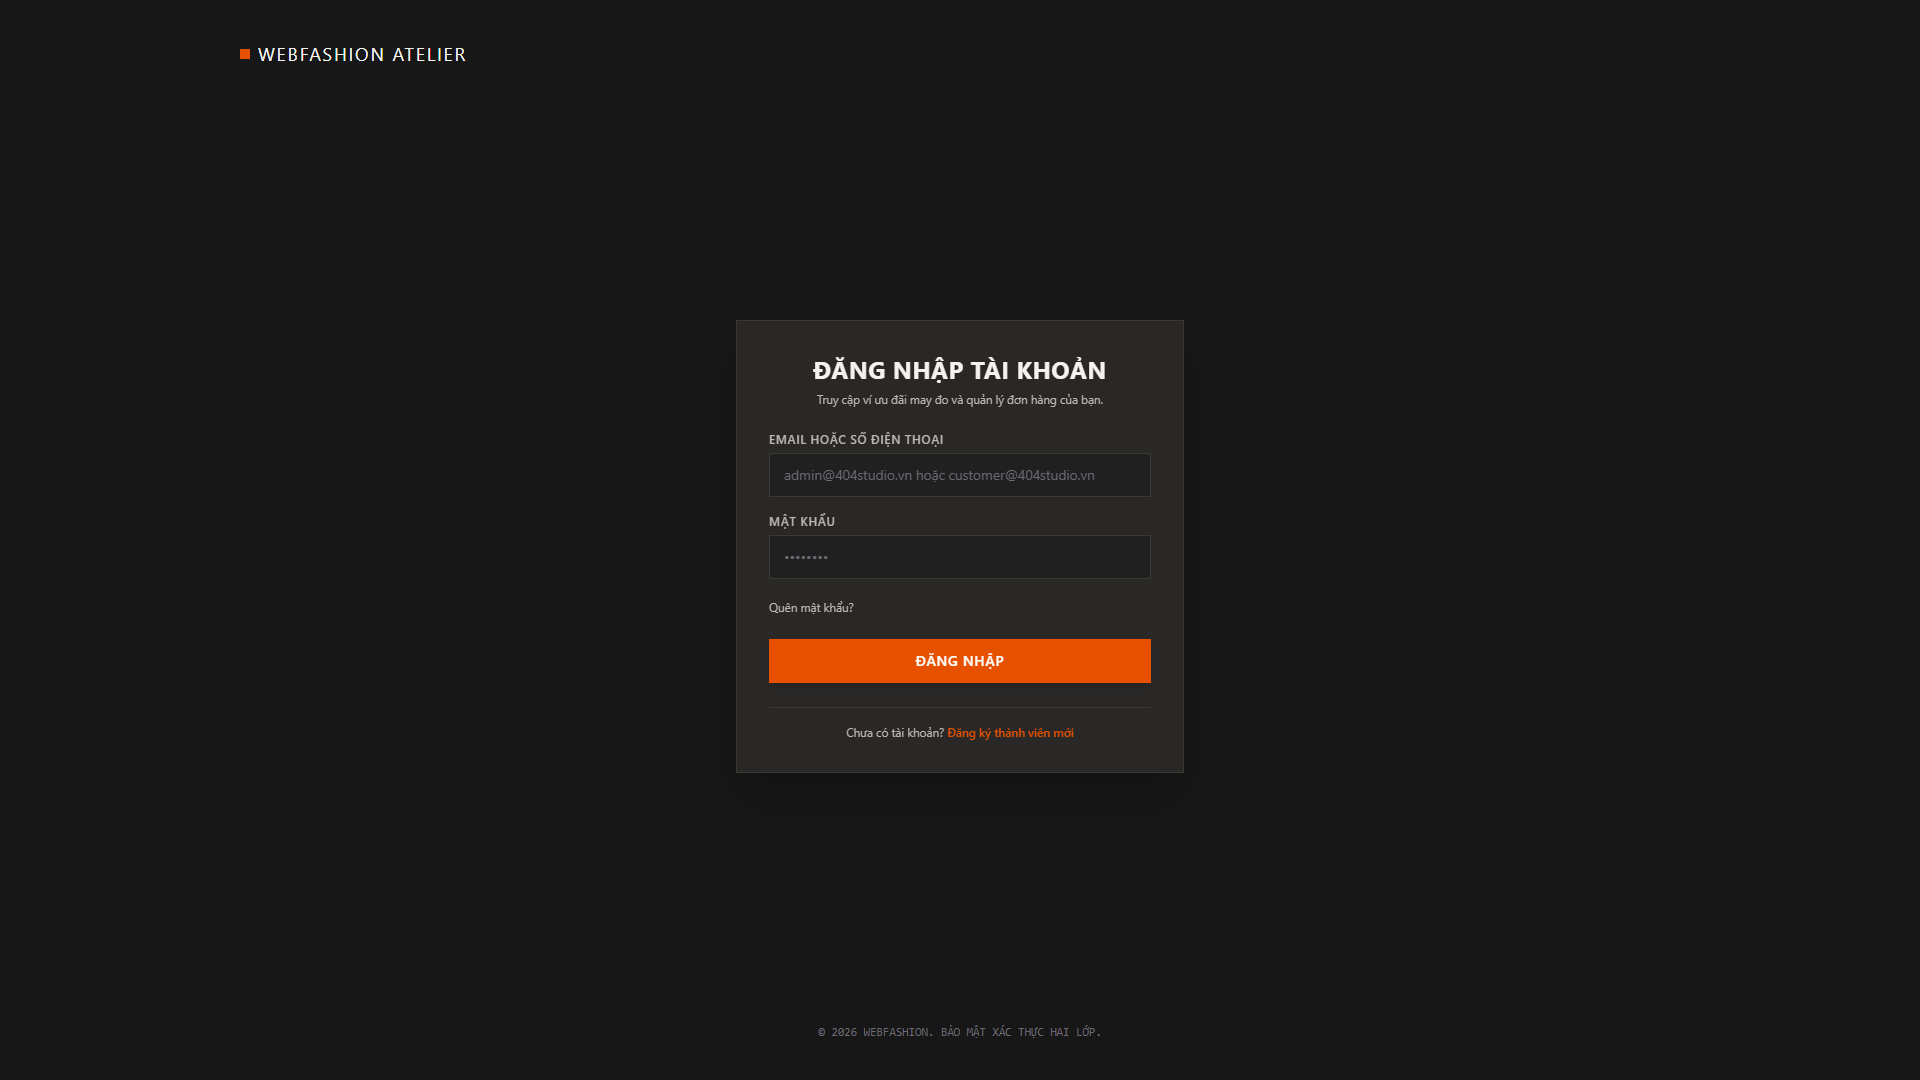 WEBFASHION ATELIER
ĐĂNG NHẬP TÀI KHOẢN
Truy cập ví ưu đãi may đo và quản lý đơn hàng của bạn.
EMAIL HOẶC SỐ ĐIỆN THOẠI
admin@404studio.vn hoặc customer@404studio.vn
MẬT KHẨU
••••••••
Quên mật khẩu?
ĐĂNG NHẬP
Chưa có tài khoản? Đăng ký thành viên mới
© 2026 WEBFASHION. BẢO MẬT XÁC THỰC HAI LỚP.